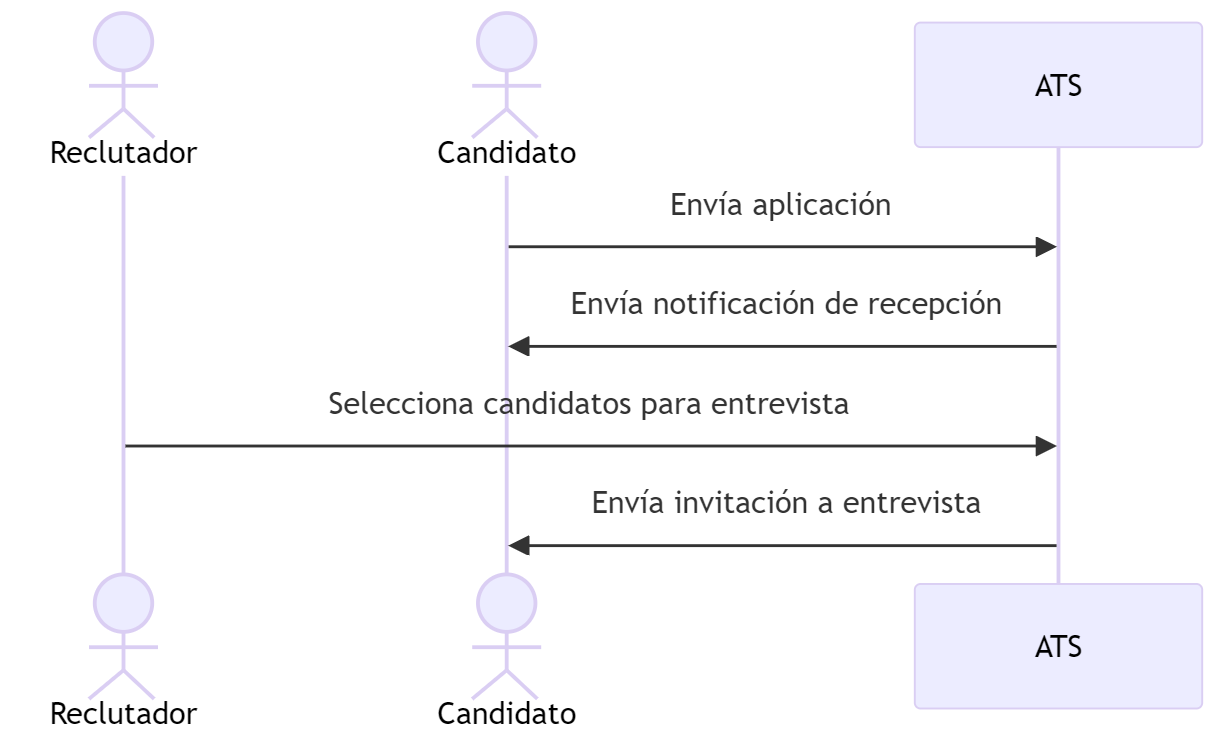 Reclutador
Candidato
ATS
Envía aplicación
Envía notificación de recepción
Selecciona candidatos para entrevista
Envía invitación a entrevista
Reclutador
Candidato
ATS